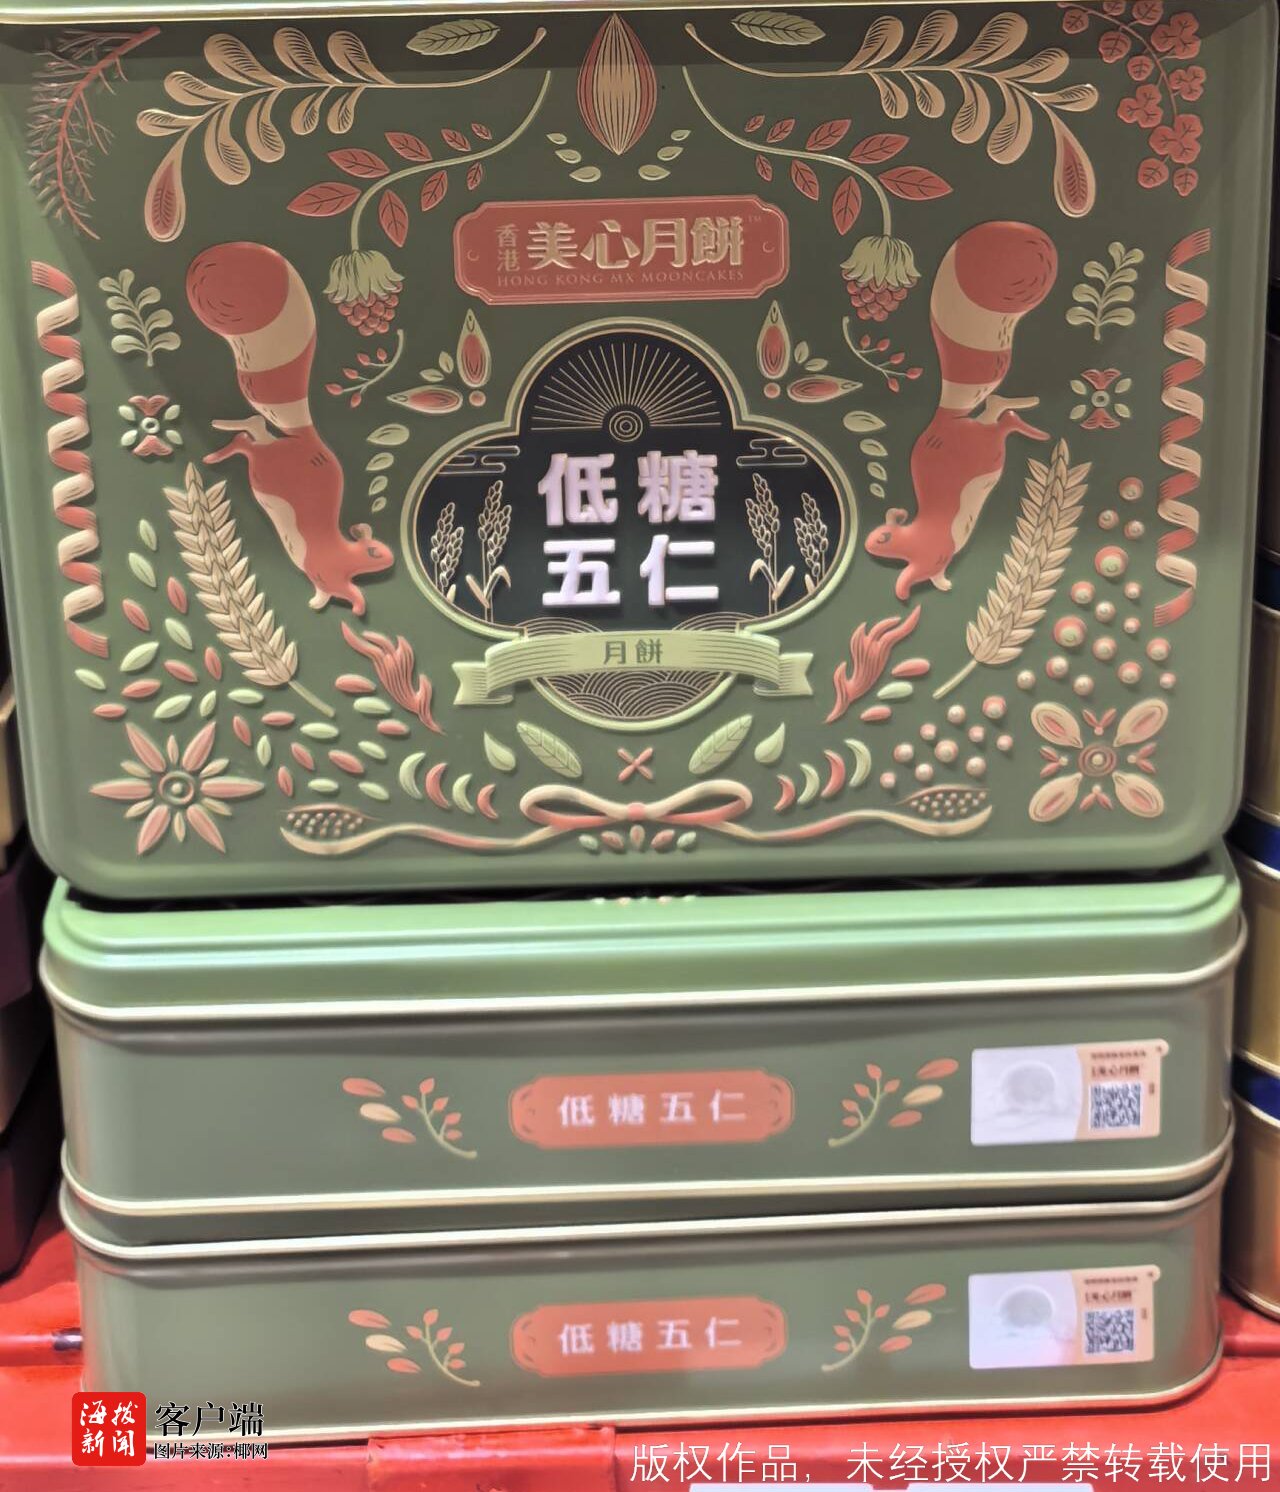 香港 美心月餅™
HONG KONG MX MOONCAKES
低糖
五仁
月餅
低糖五仁
美心月餅
低糖五仁
美心月餅
海拔新闻 客户端
图片来源:椰网
版权作品，未经授权严禁转载使用